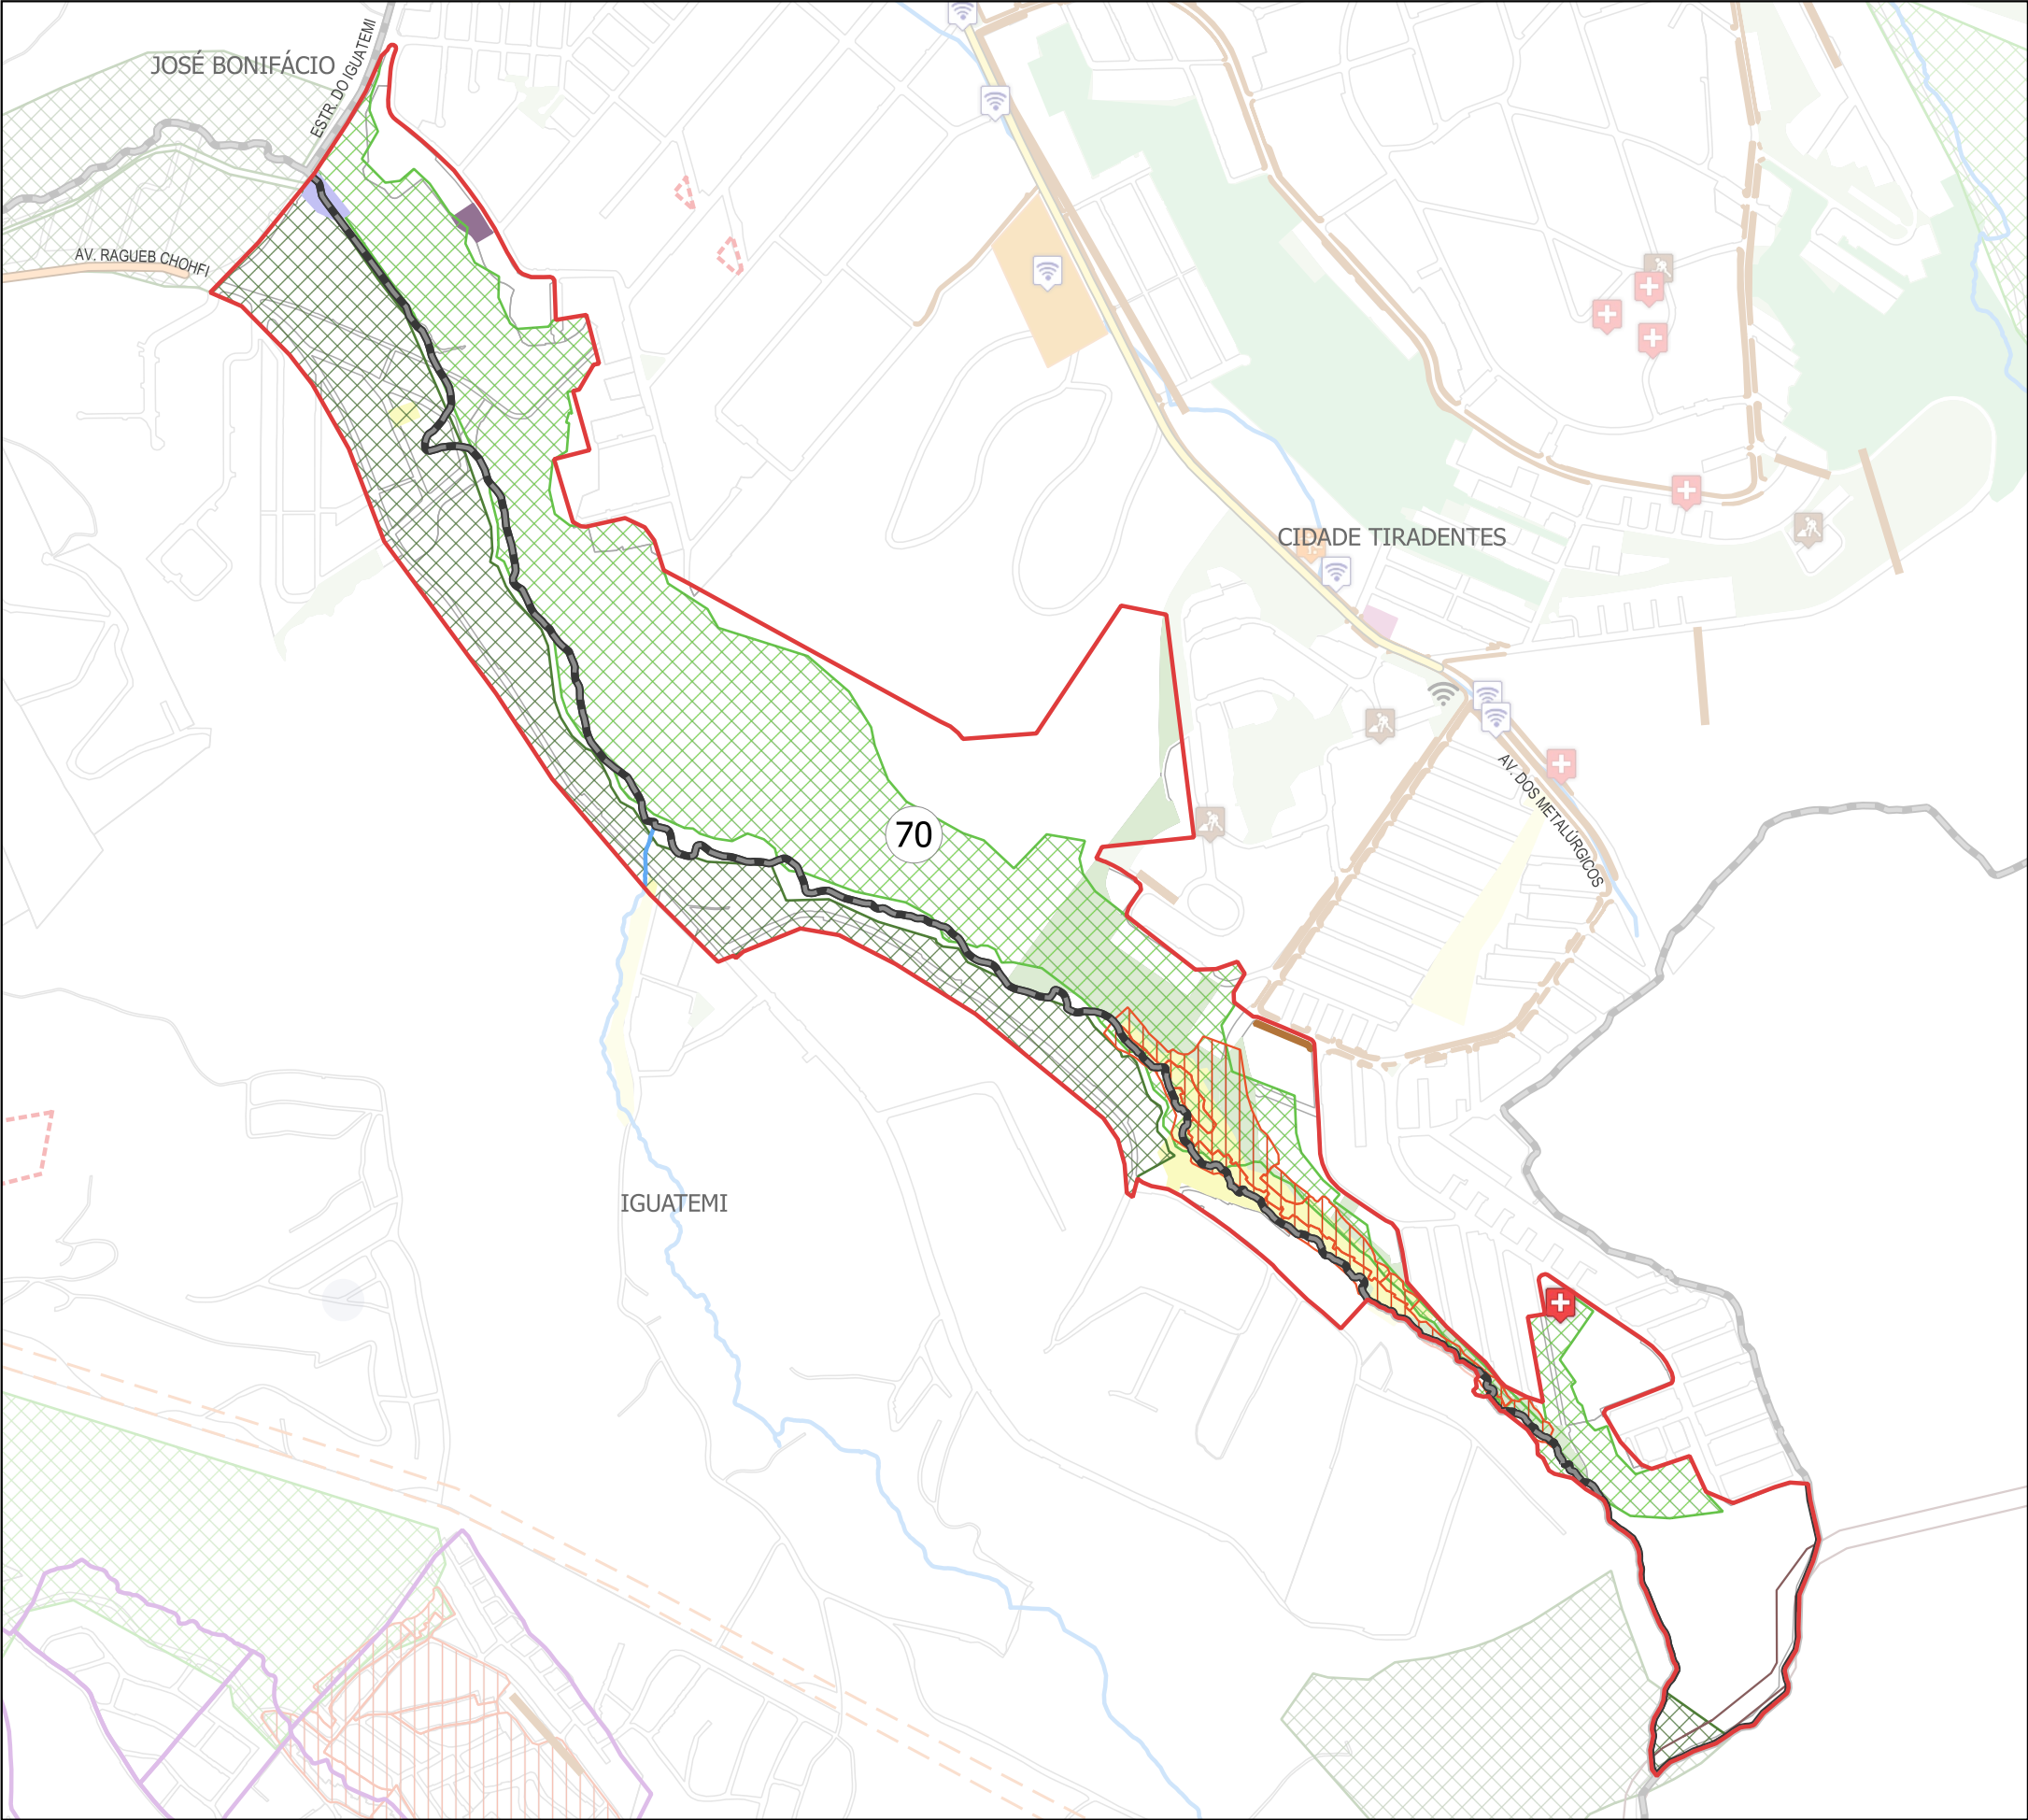 JOSÉ BONIFÁCIO
ESTR. DO IGUATEMI
AV. RAGUEB CHOHFI
CIDADE TIRADENTES
AV. DOS METALÚRGICOS
70
IGUATEMI